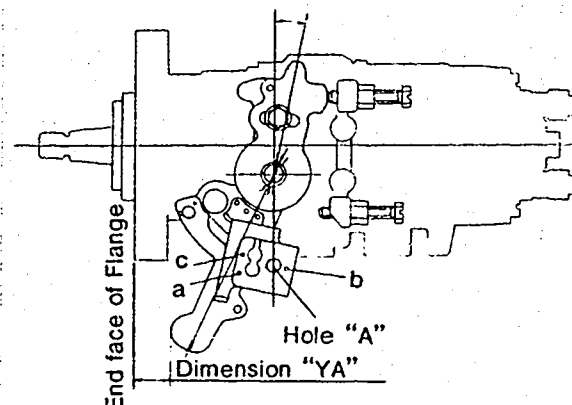 c
a
b
Hole “A”
Dimension “YA”
End face of Flange